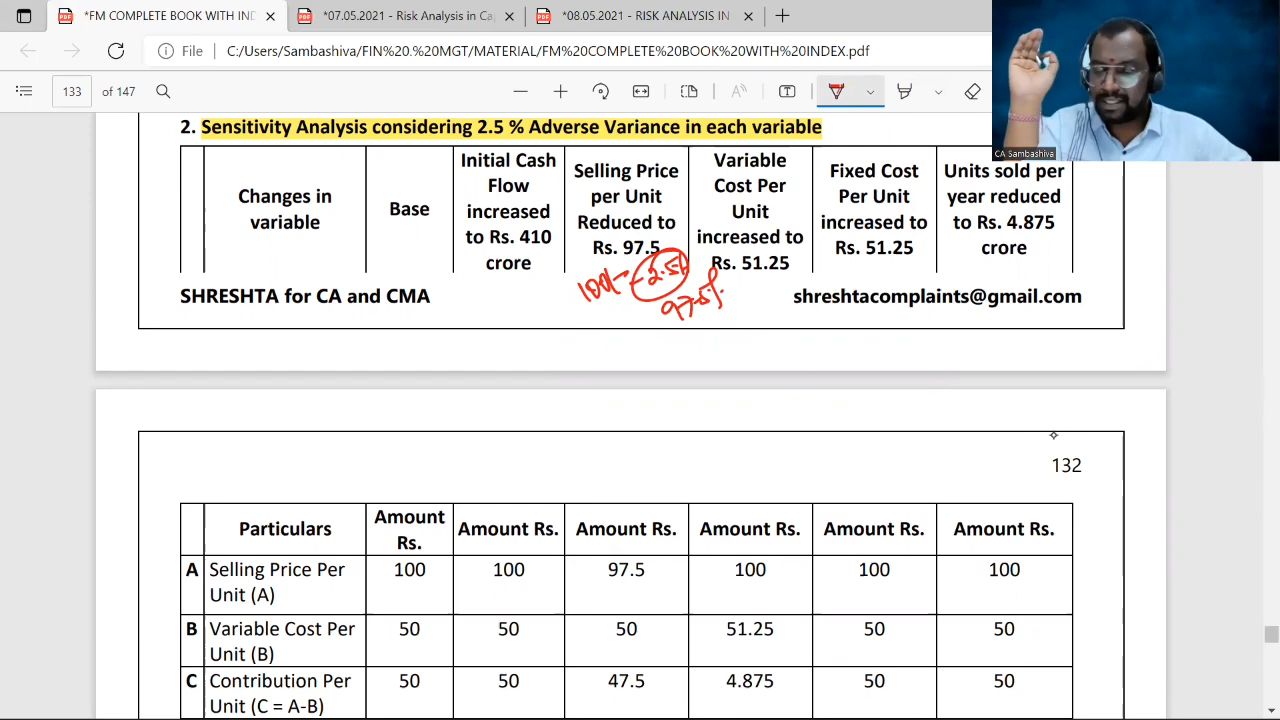 *FM COMPLETE BOOK WITH IND
*07.05.2021 - Risk Analysis in Ca
*08.05.2021 - RISK ANALYSIS IN
File
C:/Users/Sambashiva/FIN%20.%20MGT/MATERIAL/FM%20COMPLETE%20BOOK%20WITH%20INDEX.pdf
133 of 147
CA Sambashiva
2. Sensitivity Analysis considering 2.5 % Adverse Variance in each variable
Changes in variable
Base
Initial Cash Flow increased to Rs. 410 crore
Selling Price per Unit Reduced to Rs. 97.5
Variable Cost Per Unit increased to Rs. 51.25
Fixed Cost Per Unit increased to Rs. 51.25
Units sold per year reduced to Rs. 4.875 crore
97.5%
SHRESHTA for CA and CMA
shreshtacomplaints@gmail.com
132
Particulars Amount Rs. Amount Rs. Amount Rs. Amount Rs. Amount Rs. Amount Rs.
A Selling Price Per Unit (A) 100 100 97.5 100 100 100
B Variable Cost Per Unit (B) 50 50 50 51.25 50 50
C Contribution Per Unit (C = A-B) 50 50 47.5 4.875 50 50